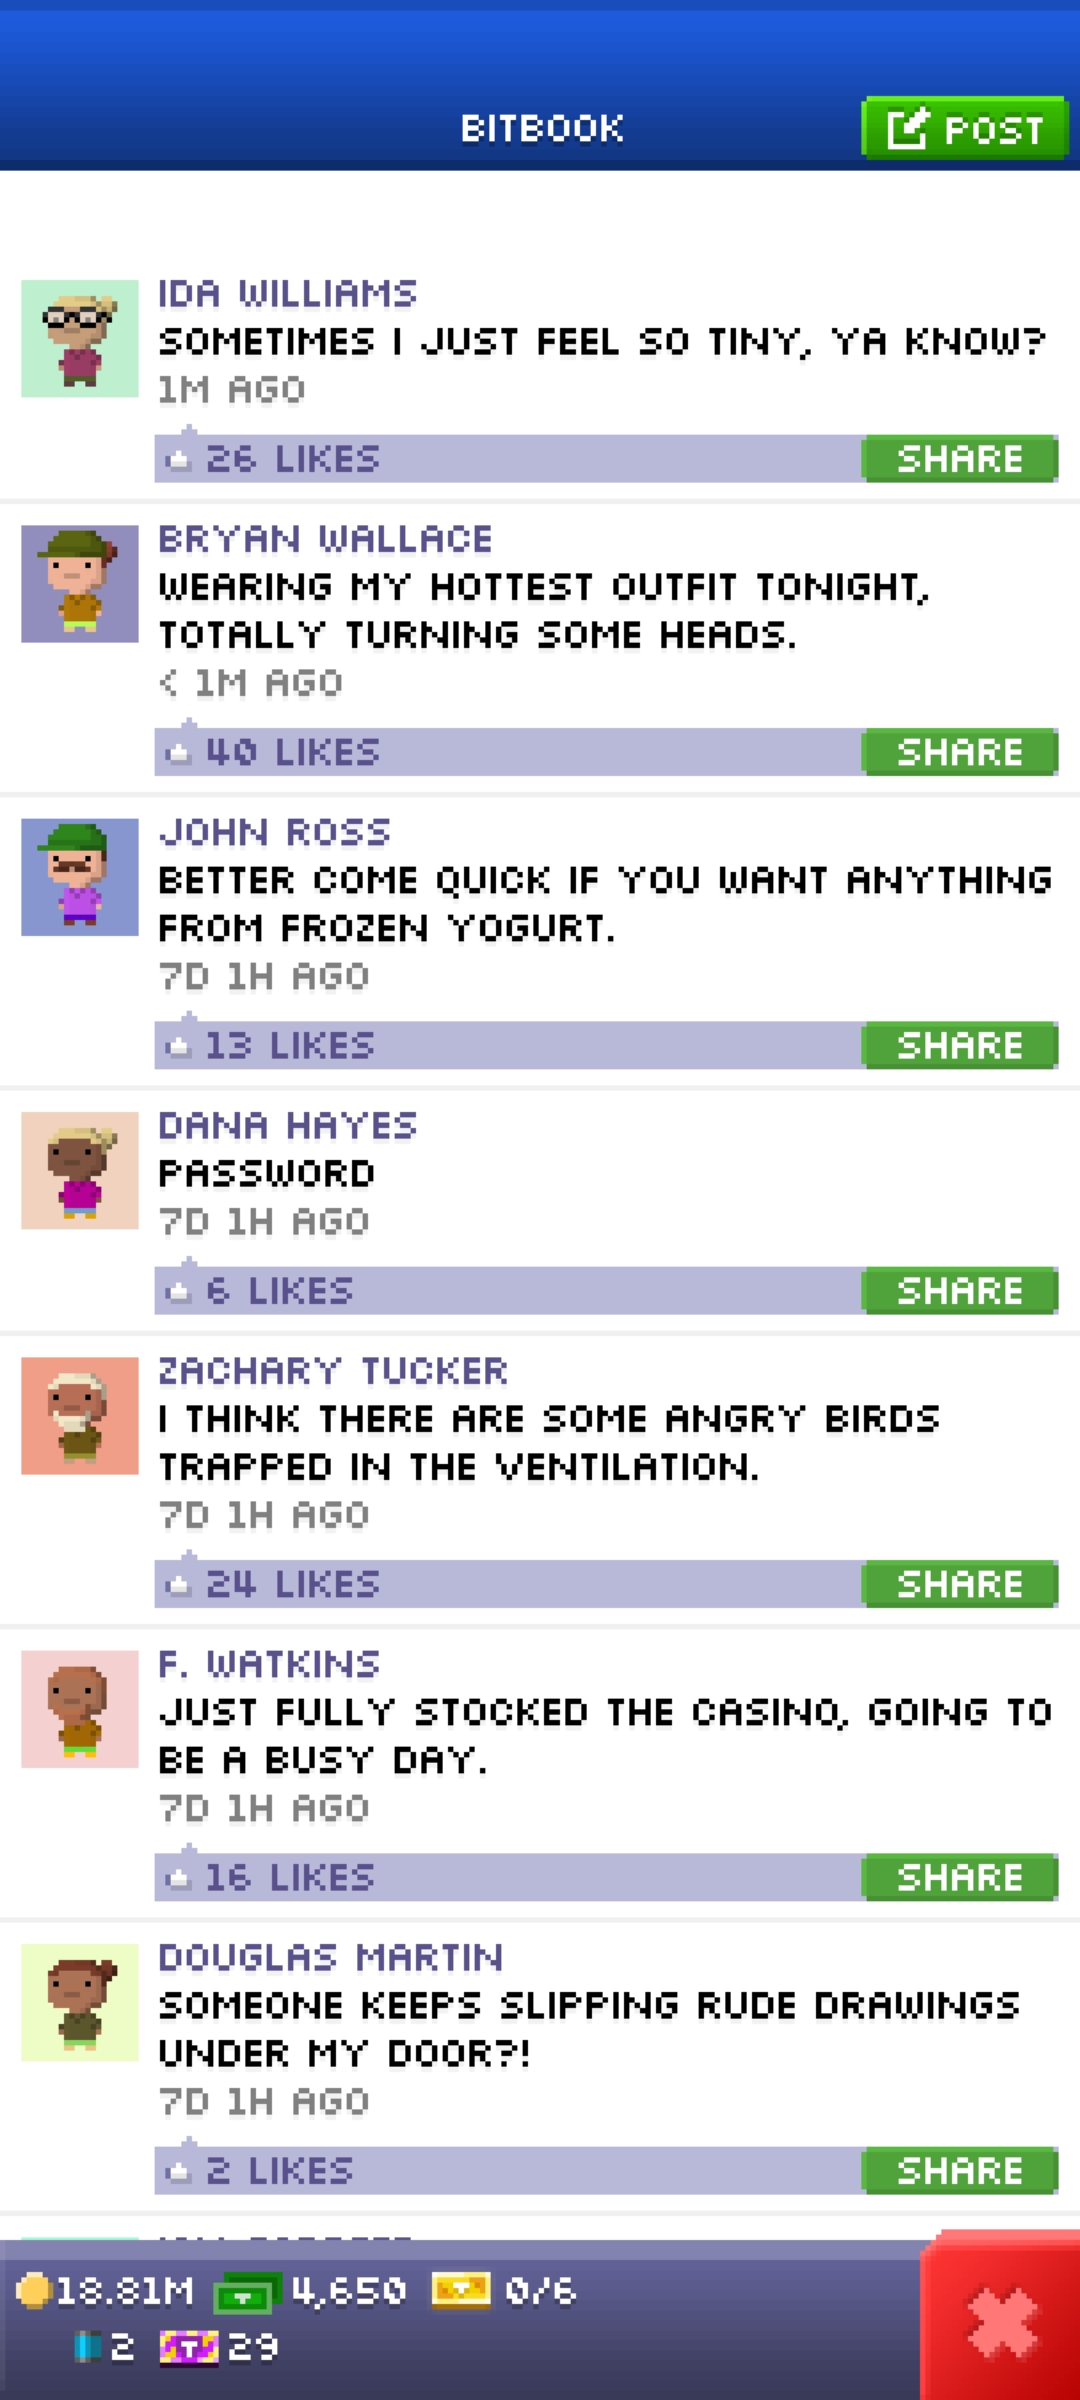 BITBOOK
POST
IDA WILLIAMS
SOMETIMES I JUST FEEL SO TINY, YA KNOW?
1M AGO
26 LIKES
SHARE
BRYAN WALLACE
WEARING MY HOTTEST OUTFIT TONIGHT,
TOTALLY TURNING SOME HEADS.
< 1M AGO
40 LIKES
SHARE
JOHN ROSS
BETTER COME QUICK IF YOU WANT ANYTHING
FROM FROZEN YOGURT.
7D 1H AGO
13 LIKES
SHARE
DANA HAYES
PASSWORD
7D 1H AGO
6 LIKES
SHARE
ZACHARY TUCKER
I THINK THERE ARE SOME ANGRY BIRDS
TRAPPED IN THE VENTILATION.
7D 1H AGO
24 LIKES
SHARE
F. WATKINS
JUST FULLY STOCKED THE CASINO, GOING TO
BE A BUSY DAY.
7D 1H AGO
16 LIKES
SHARE
DOUGLAS MARTIN
SOMEONE KEEPS SLIPPING RUDE DRAWINGS
UNDER MY DOOR?!
7D 1H AGO
2 LIKES
SHARE
18.81M 4,650 0/6
2 T 29